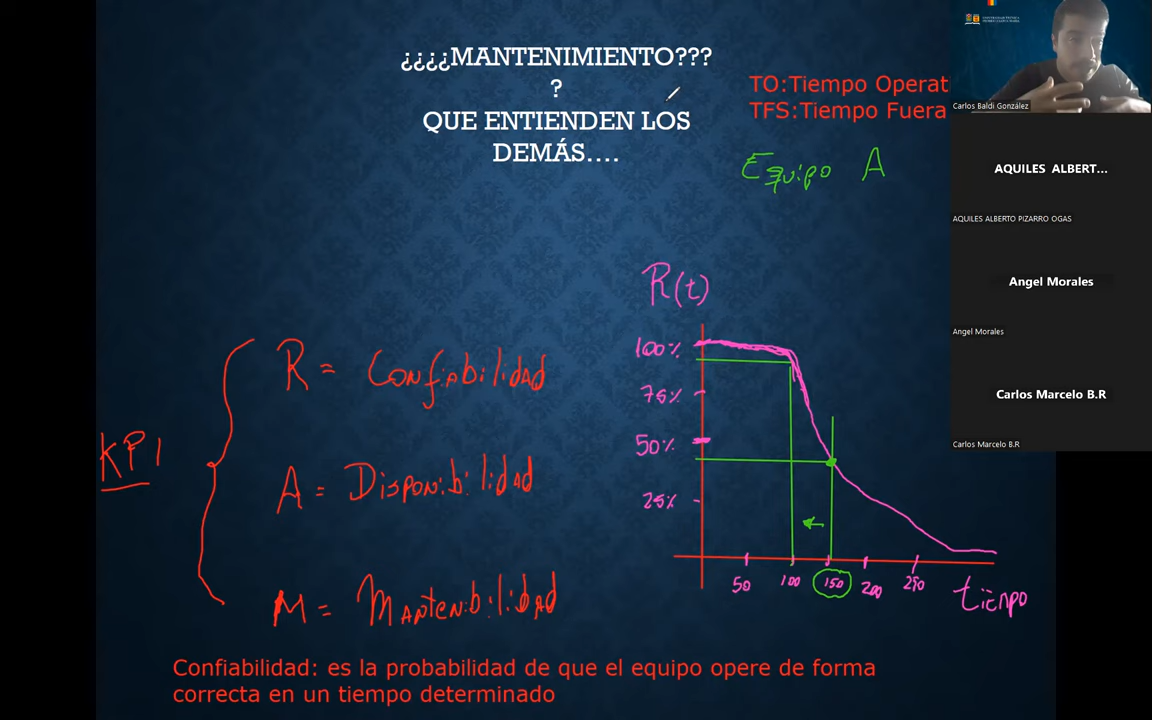 ¿¿¿¿MANTENIMIENTO???
?
QUE ENTIENDEN LOS
DEMÁS....
TO:Tiempo Operat
TFS:Tiempo Fuera
Equipo A
Carlos Baldi González
AQUILES ALBERT...
AQUILES ALBERTO PIZARRO OGAS
Angel Morales
Angel Morales
Carlos Marcelo B.R
Carlos Marcelo B.R
KPI
R = Confiabilidad
A = Disponibilidad
M = Mantenibilidad
R(t)
100%
75%
50%
25%
50 100 150 200 250
tiempo
Confiabilidad: es la probabilidad de que el equipo opere de forma
correcta en un tiempo determinado